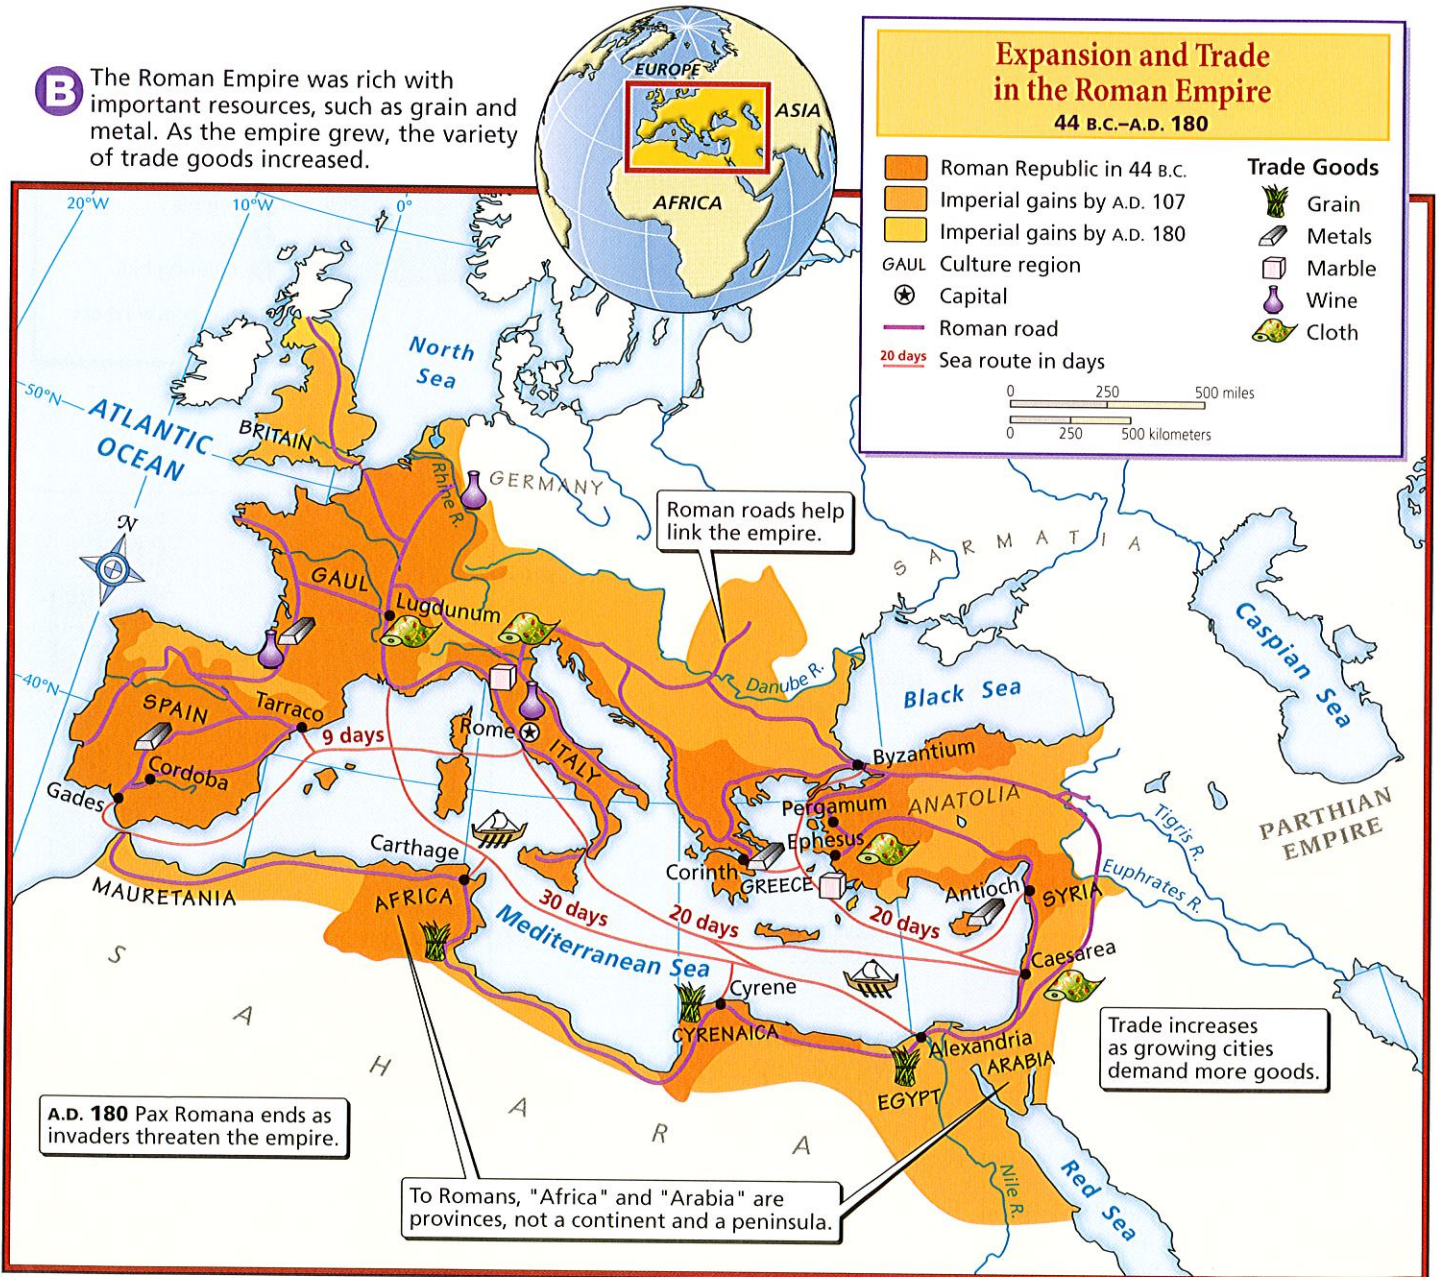 B
The Roman Empire was rich with
important resources, such as grain and
metal. As the empire grew, the variety
of trade goods increased.
EUROPE
ASIA
AFRICA
Expansion and Trade
in the Roman Empire
44 B.C.–A.D. 180
Roman Republic in 44 B.C.
Imperial gains by A.D. 107
Imperial gains by A.D. 180
GAUL Culture region
Capital
Roman road
20 days Sea route in days
Trade Goods
Grain
Metals
Marble
Wine
Cloth
0 250 500 miles
0 250 500 kilometers
20°W
10°W
0°
50°N
40°N
N
North
Sea
ATLANTIC
OCEAN
BRITAIN
Rhine R.
GERMANY
Roman roads help
link the empire.
SARMATIA
GAUL
Lugdunum
Caspian Sea
Danube R.
Black Sea
SPAIN
Tarraco
9 days
Rome
ITALY
Byzantium
Cordoba
Gades
Pergamum
ANATOLIA
Tigris R.
PARTHIAN
EMPIRE
Carthage
Ephesus
Corinth
GREECE
Euphrates R.
MAURETANIA
AFRICA
Antioch
SYRIA
30 days
20 days
20 days
Mediterranean Sea
Caesarea
Cyrene
CYRENAICA
Alexandria
ARABIA
EGYPT
Trade increases
as growing cities
demand more goods.
SAHARA
A.D. 180 Pax Romana ends as
invaders threaten the empire.
To Romans, "Africa" and "Arabia" are
provinces, not a continent and a peninsula.
Nile R.
Red Sea